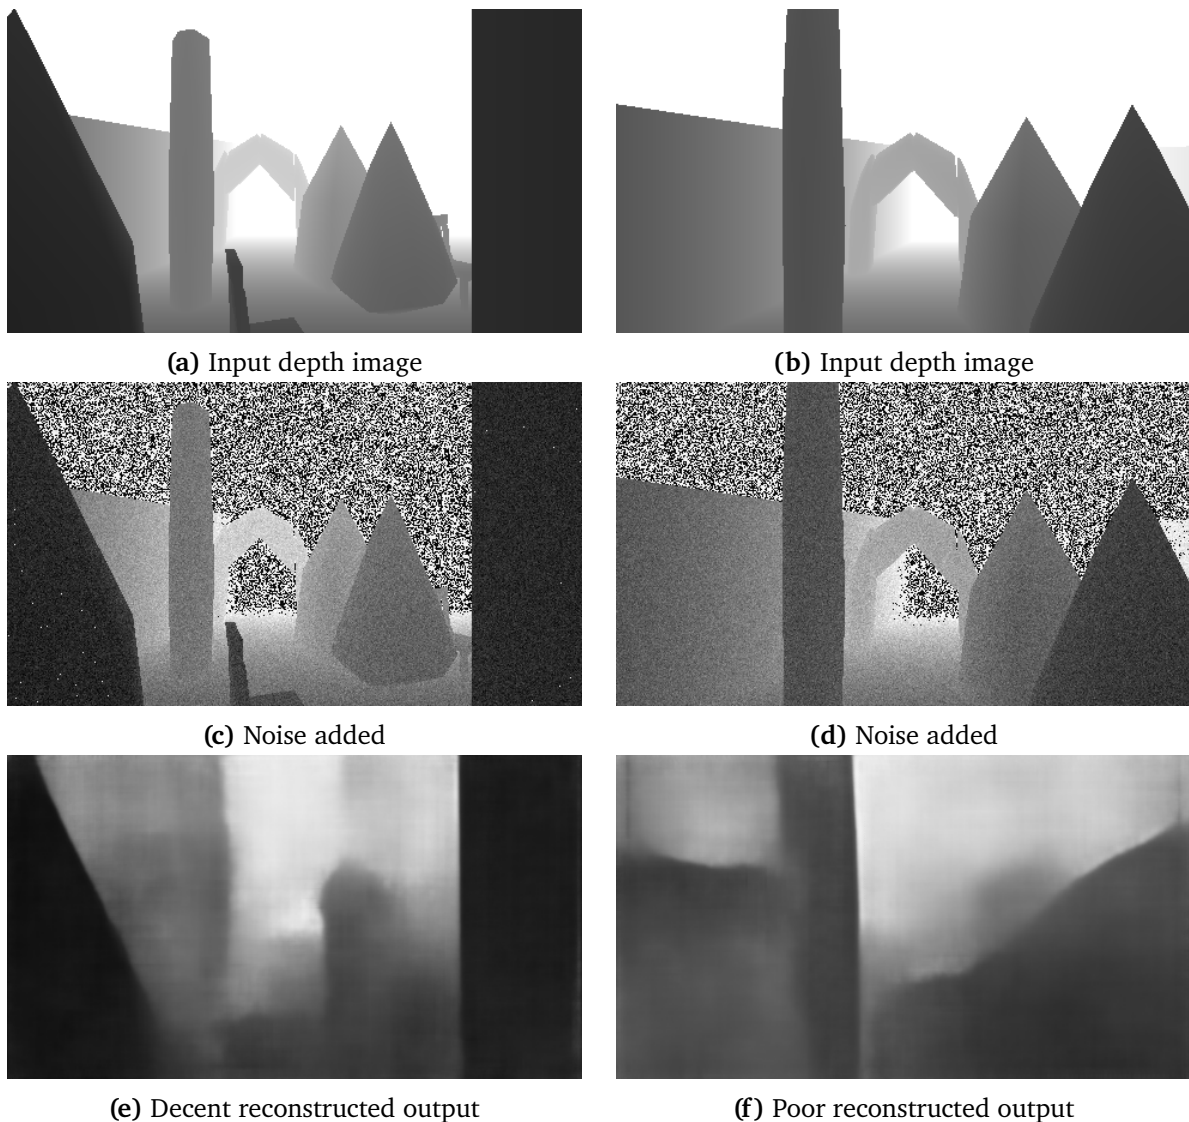 (a) Input depth image
(b) Input depth image
(c) Noise added
(d) Noise added
(e) Decent reconstructed output
(f) Poor reconstructed output